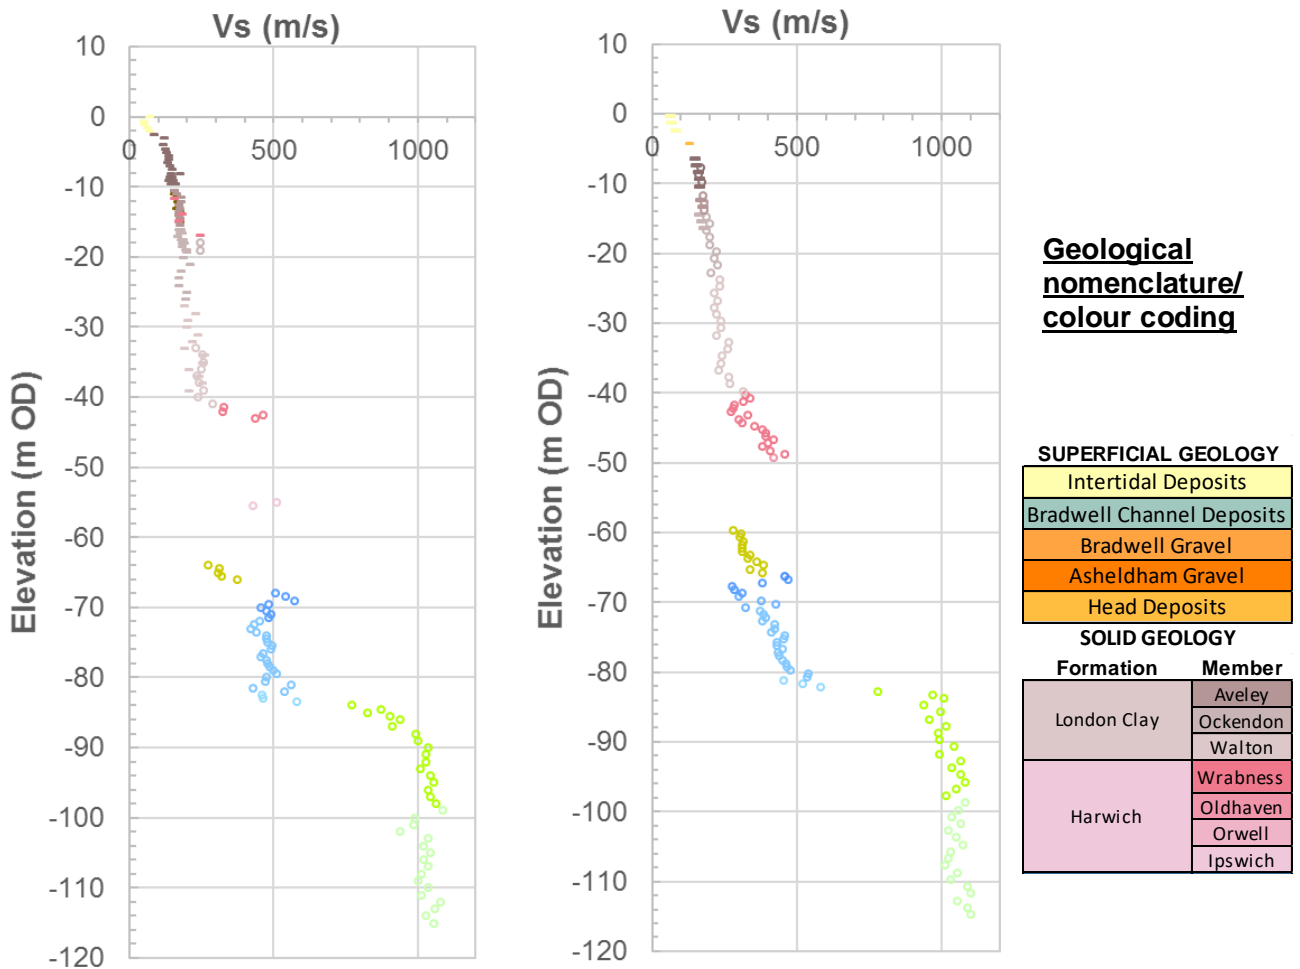 Vs (m/s)
10
0
0
500
1000
-10
-20
-30
-40
-50
-60
-70
-80
-90
-100
-110
-120
Elevation (m OD)
Vs (m/s)
10
0
0
500
1000
-10
-20
-30
-40
-50
-60
-70
-80
-90
-100
-110
-120
Elevation (m OD)
Geological
nomenclature/
colour coding
SUPERFICIAL GEOLOGY
Intertidal Deposits
Bradwell Channel Deposits
Bradwell Gravel
Asheldham Gravel
Head Deposits
SOLID GEOLOGY
Formation Member
London Clay
Aveley
Ockendon
Walton
Harwich
Wrabness
Oldhaven
Orwell
Ipswich